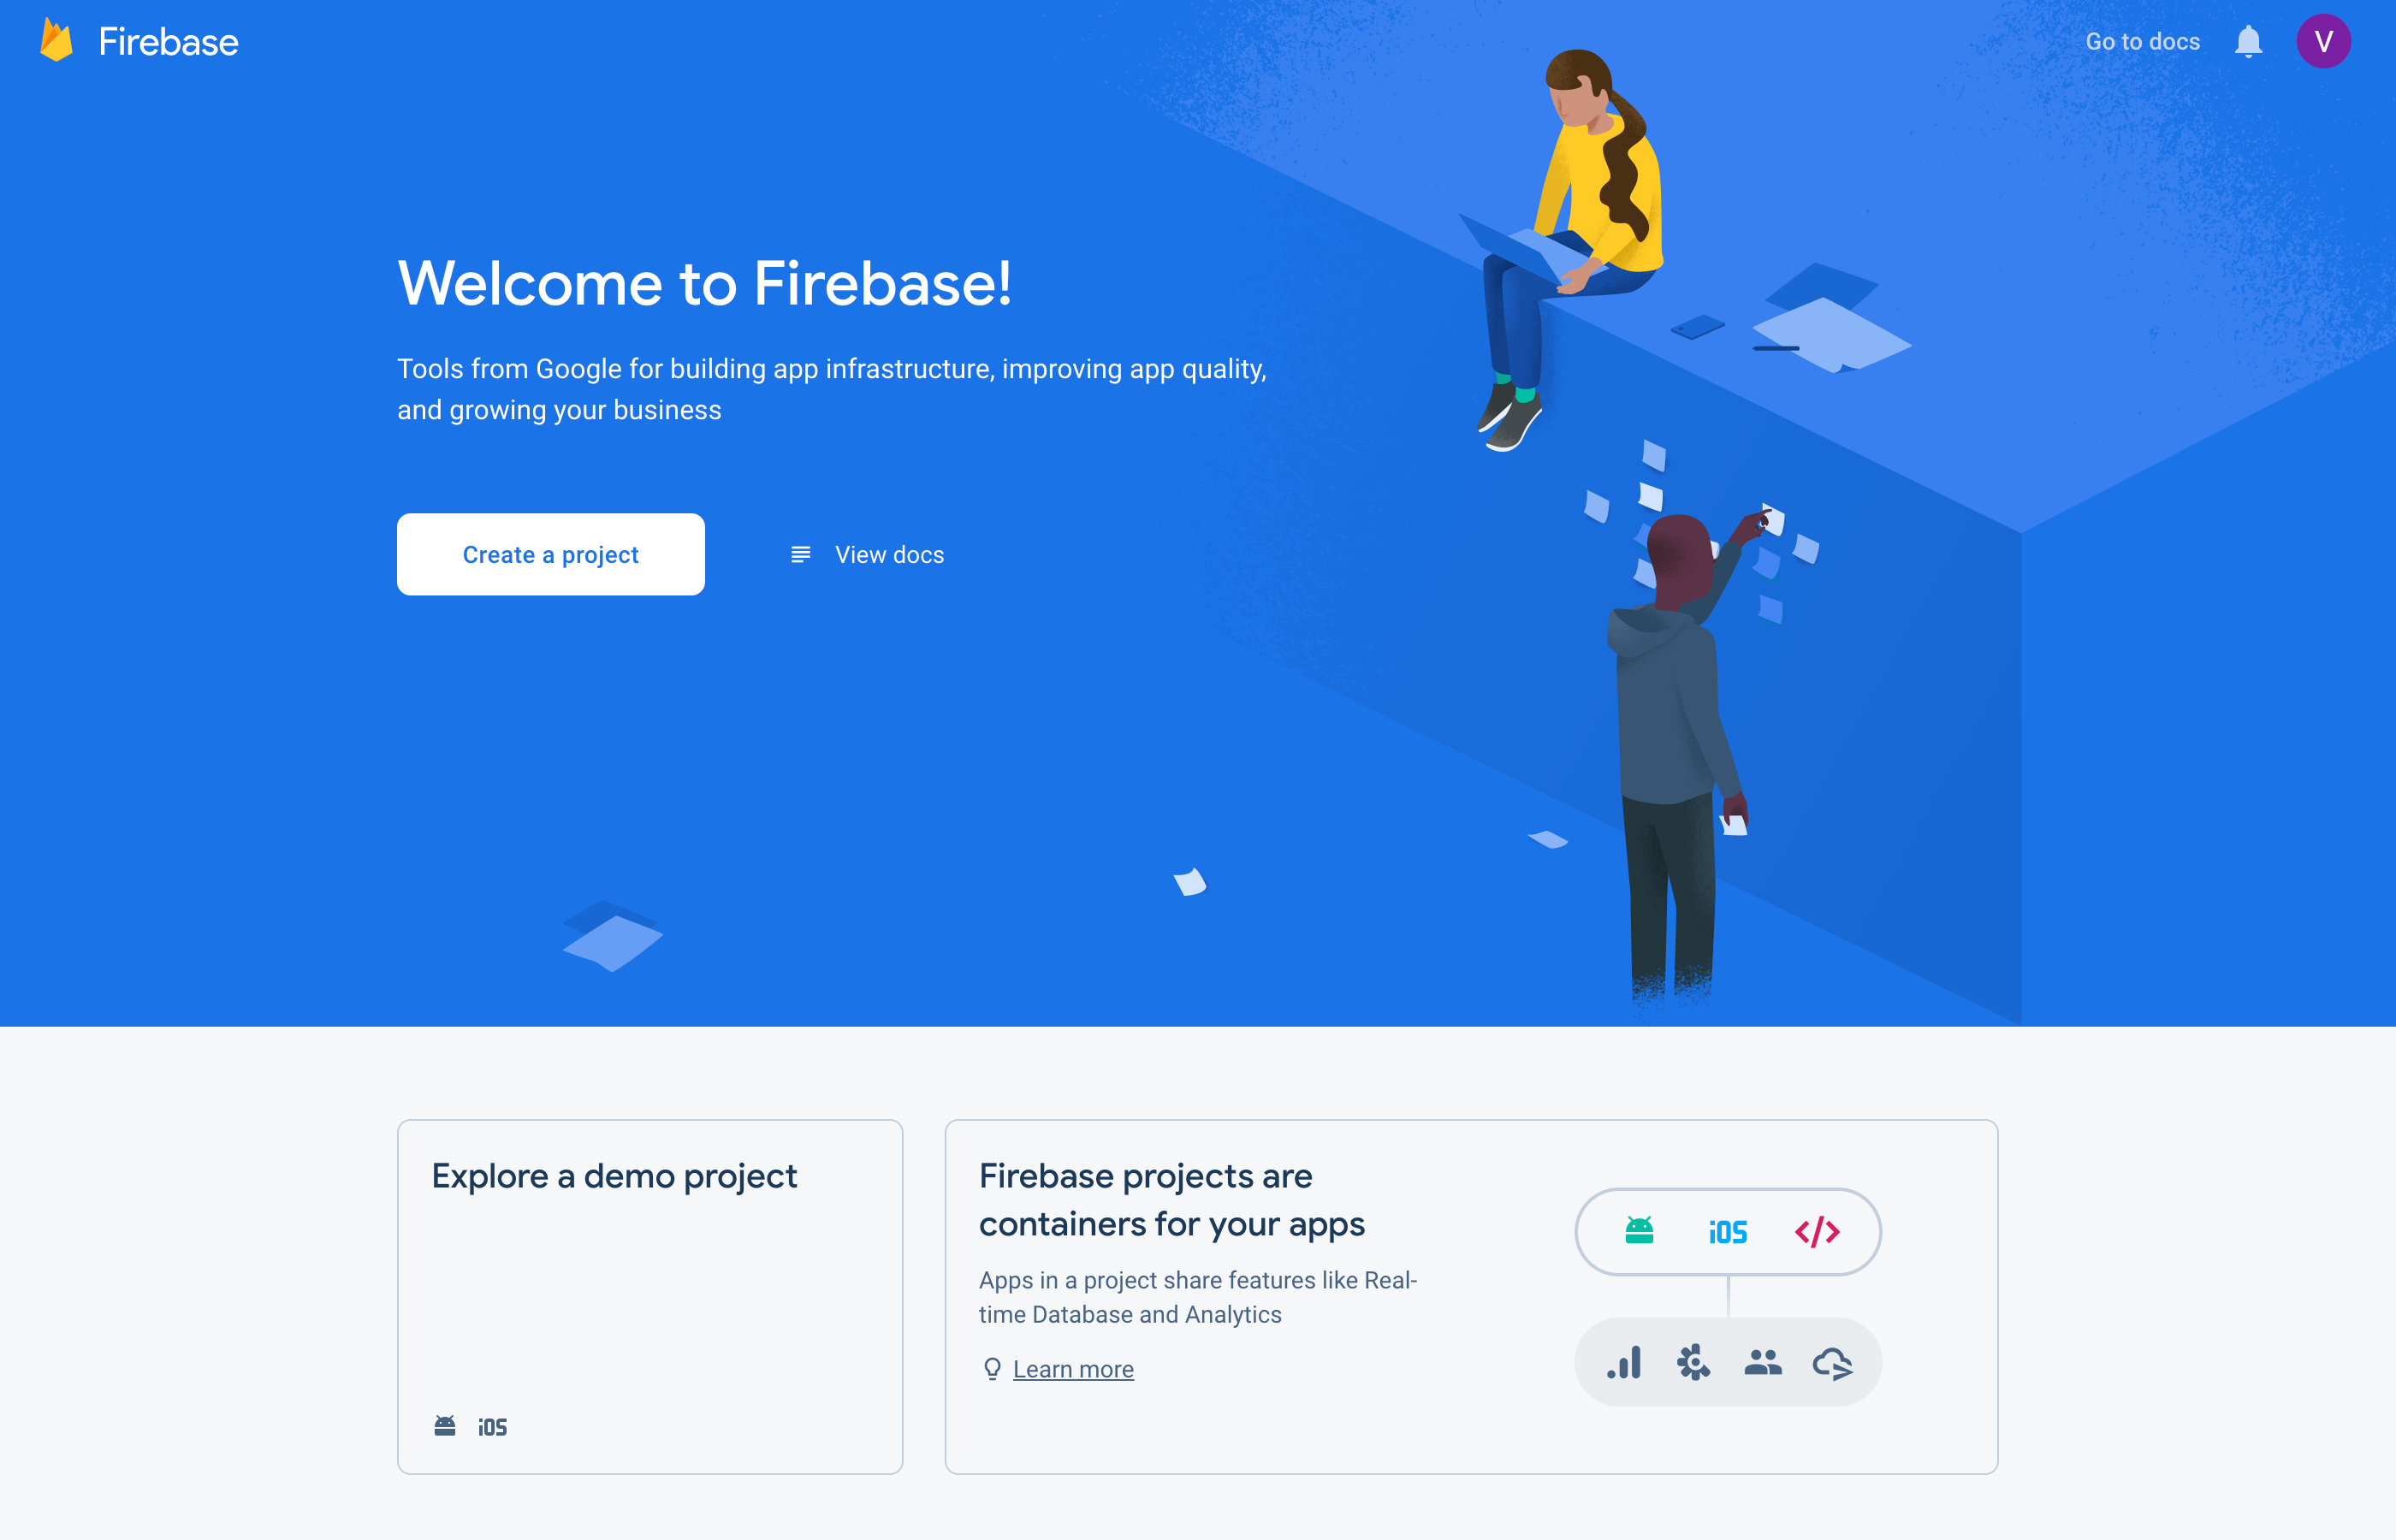 Firebase
Go to docs
V
Welcome to Firebase!
Tools from Google for building app infrastructure, improving app quality,
and growing your business
Create a project
View docs
Explore a demo project
iOS
Firebase projects are
containers for your apps
Apps in a project share features like Real-
time Database and Analytics
Learn more
iOS